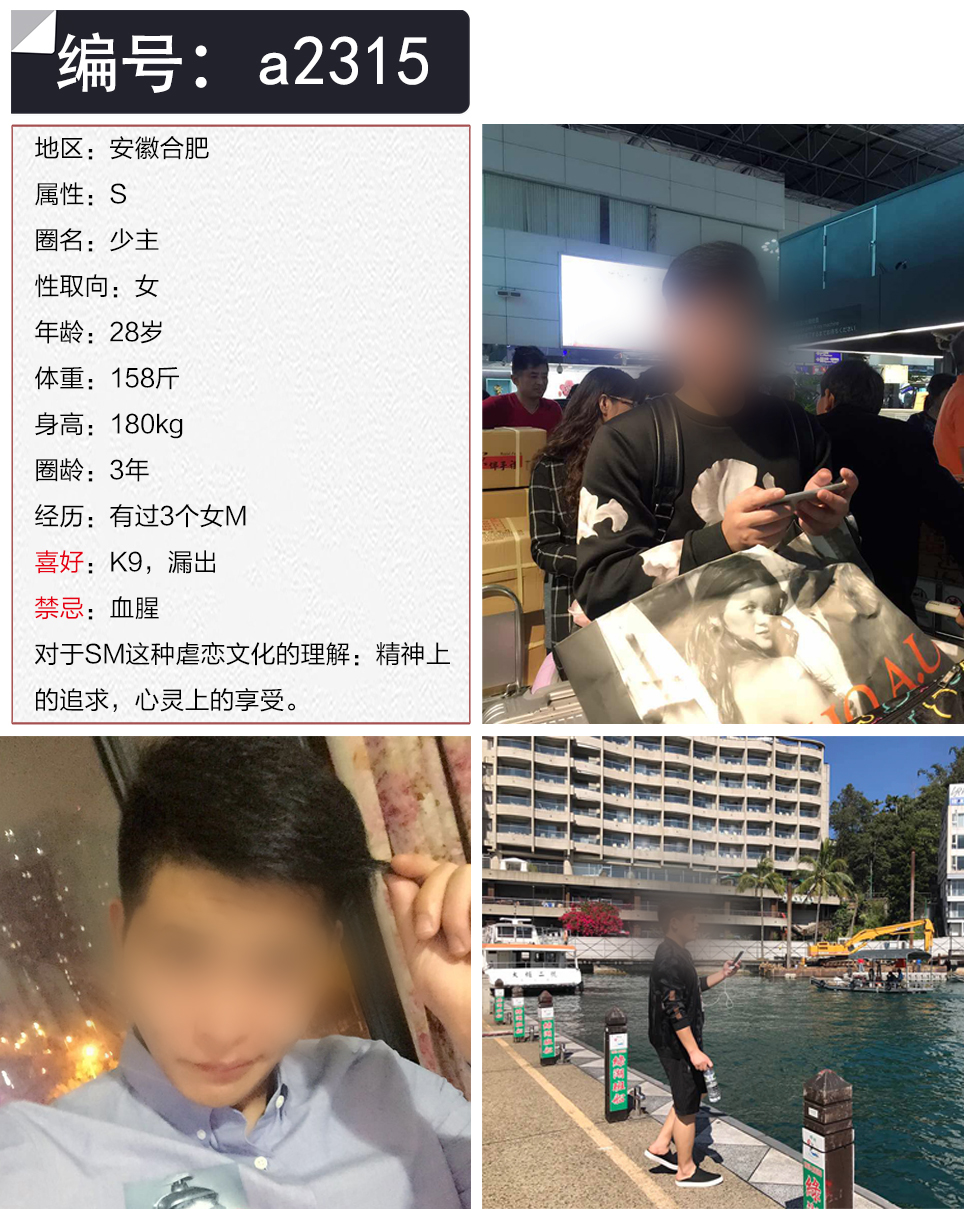 编号：a2315
地区：安徽合肥
属性：S
圈名：少主
性取向：女
年龄：28岁
体重：158斤
身高：180kg
圈龄：3年
经历：有过3个女M
喜好：K9，漏出
禁忌：血腥
对于SM这种虐恋文化的理解：精神上
的追求，心灵上的享受。